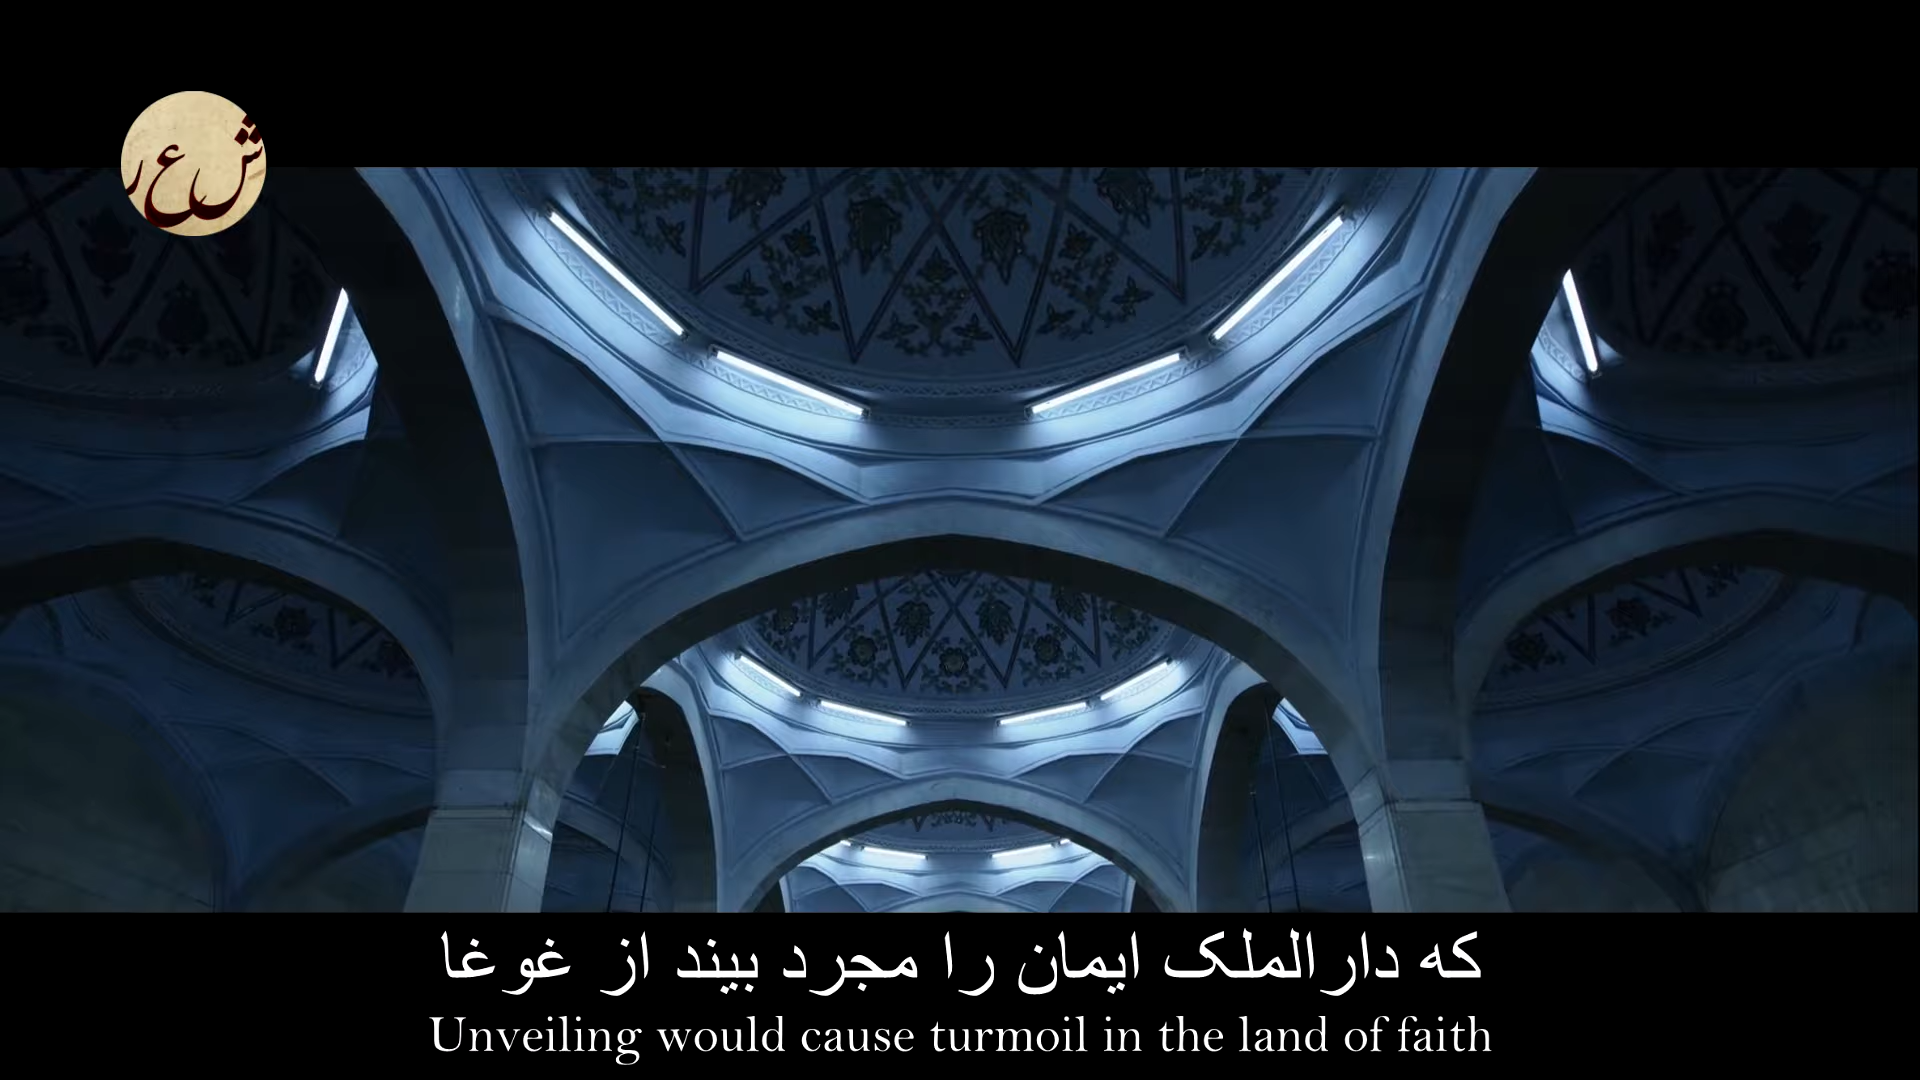 ش ع ر
که دارالملک ایمان را مجرد بیند از غوغا
Unveiling would cause turmoil in the land of faith